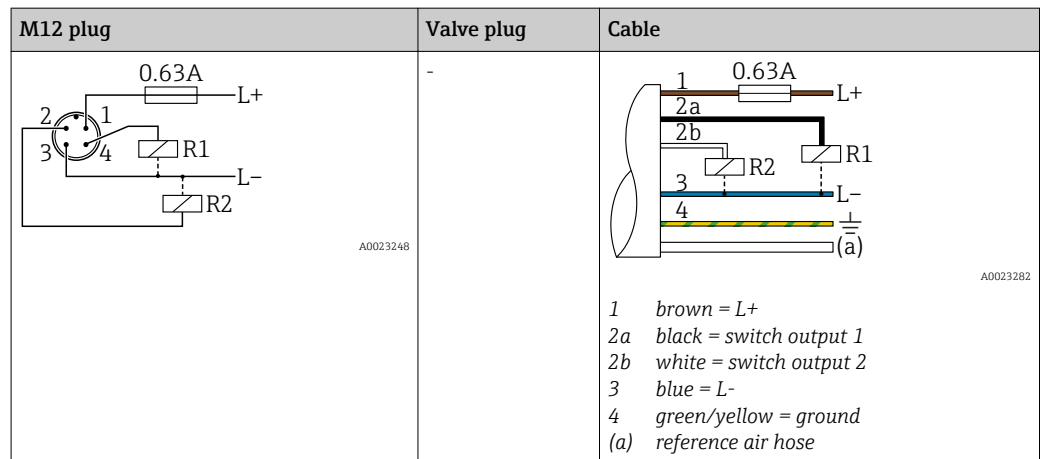 M12 plug Valve plug Cable
0.63A
L+
2 1
3 4
R1
L–
R2
A0023248
-
1 0.63A
L+
2a
2b
R2 R1
3
L–
4
(a)
A0023282
1 brown = L+
2a black = switch output 1
2b white = switch output 2
3 blue = L-
4 green/yellow = ground
(a) reference air hose